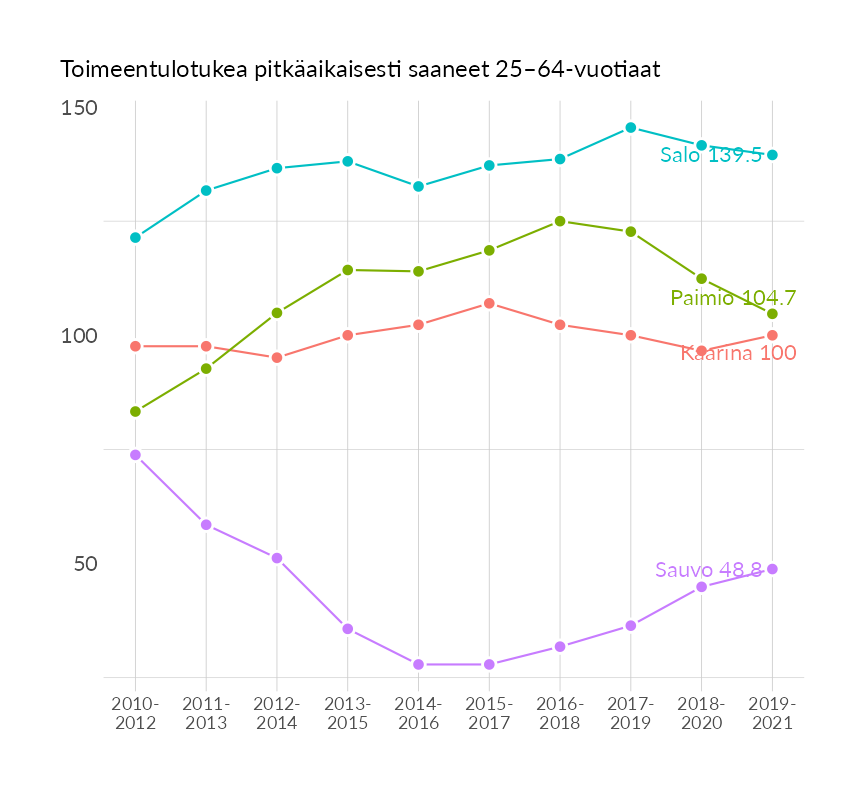 Toimeentulotukea pitkäaikaisesti saaneet 25–64-vuotiaat
150
Salo 139.5
Paimio 104.7
100
Kaarina 100
50
Sauvo 48.8
2010- 2011- 2012- 2013- 2014- 2015- 2016- 2017- 2018- 2019-
2012 2013 2014 2015 2016 2017 2018 2019 2020 2021